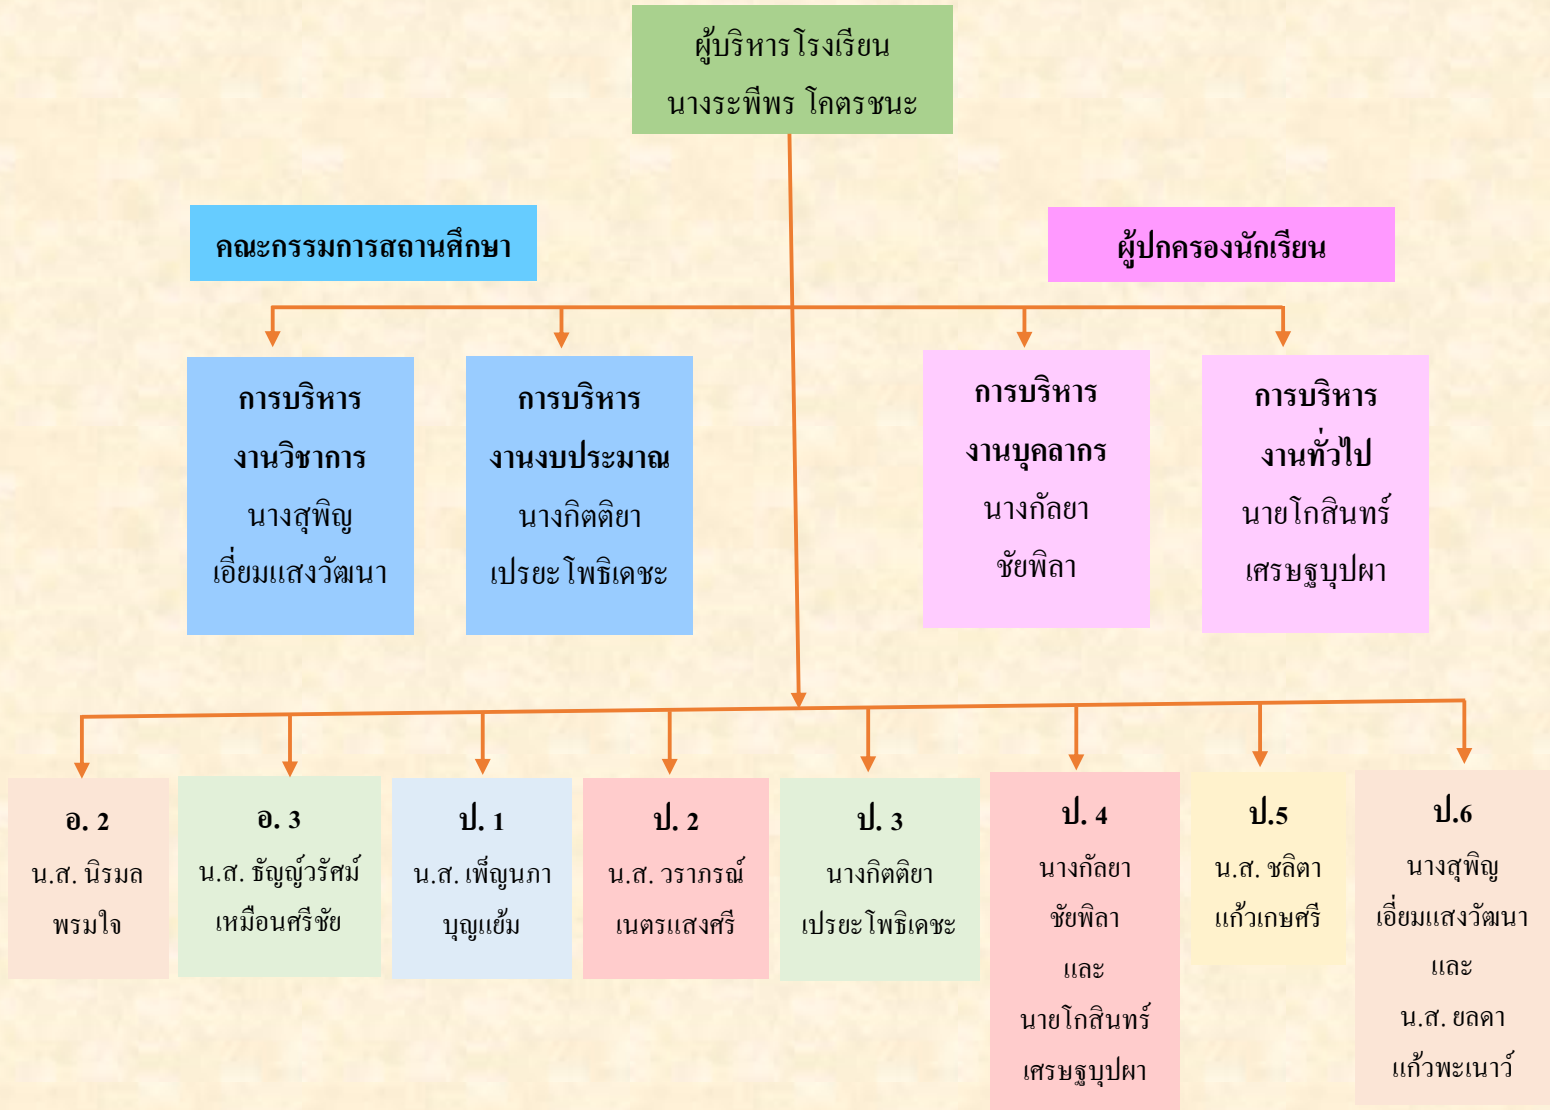 ผู้บริหารโรงเรียน
นางระพีพร โคตรชนะ
คณะกรรมการสถานศึกษา
ผู้ปกครองนักเรียน
การบริหาร
งานวิชาการ
นางสุพิญ
เอี่ยมแสงวัฒนา
การบริหาร
งานงบประมาณ
นางกิตติยา
เปรยะโพธิเดชะ
การบริหาร
งานบุคลากร
นางกัลยา
ชัยพิลา
การบริหาร
งานทั่วไป
นายโกสินทร์
เศรษฐบุปผา
อ. 2
น.ส. นิรมล
พรมใจ
อ. 3
น.ส. ธัญญ์วรัศม์
เหมือนศรีชัย
ป. 1
น.ส. เพ็ญนภา
บุญแย้ม
ป. 2
น.ส. วราภรณ์
เนตรแสงศรี
ป. 3
นางกิตติยา
เปรยะโพธิเดชะ
ป. 4
นางกัลยา
ชัยพิลา
และ
นายโกสินทร์
เศรษฐบุปผา
ป.5
น.ส. ชลิตา
แก้วเกษศรี
ป.6
นางสุพิญ
เอี่ยมแสงวัฒนา
และ
น.ส. ยลดา
แก้วพะเนาว์